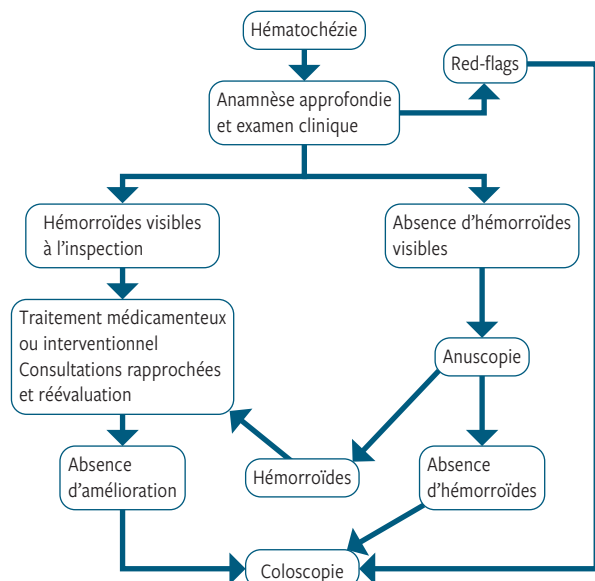 Hématochézie
Red-flags
Anamnèse approfondie
et examen clinique
Hémorroïdes visibles
à l’inspection
Absence d'hémorroïdes
visibles
Traitement médicamenteux
ou interventionnel
Consultations rapprochées
et réévaluation
Anuscopie
Absence
d'amélioration
Hémorroïdes
Absence
d'hémorroïdes
Coloscopie